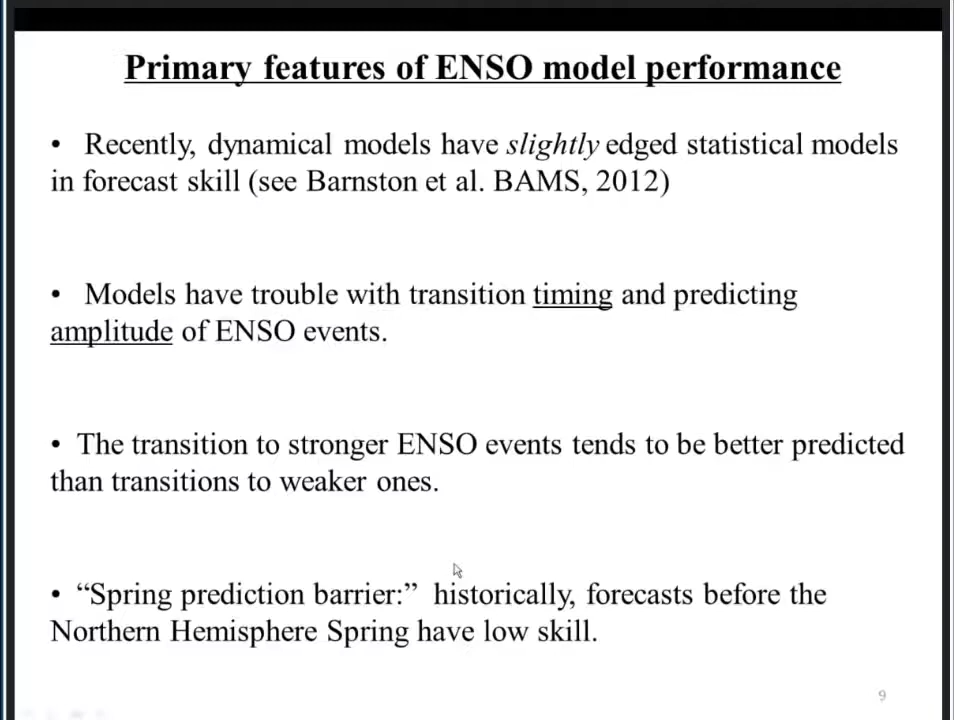 Primary features of ENSO model performance
• Recently, dynamical models have slightly edged statistical models
in forecast skill (see Barnston et al. BAMS, 2012)
• Models have trouble with transition timing and predicting
amplitude of ENSO events.
• The transition to stronger ENSO events tends to be better predicted
than transitions to weaker ones.
• “Spring prediction barrier:” historically, forecasts before the
Northern Hemisphere Spring have low skill.
9